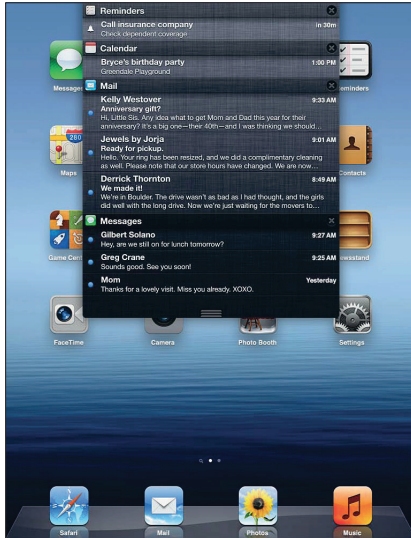 Reminders
Call insurance company in 30m
Check dependent coverage
Calendar
Bryce's birthday party 1:00 PM
Greendale Playground
Mail
Kelly Westover 9:33 AM
Anniversary gift?
Hi, Little Sis. Any idea what to get Mom and Dad this year for their
anniversary? It's a big one—their 40th—and I was thinking we should…
Jewels by Jorja 9:01 AM
Ready for pickup.
Hello. Your ring has been resized, and we did a complimentary cleaning
as well. Please note that our store hours have changed. We are now…
Derrick Thornton 8:49 AM
We made it!
We're in Boulder. The drive wasn't as bad as I had thought, and the girls
did well with the long drive. Now we're just waiting for the movers to…
Messages
Gilbert Solano 9:27 AM
Hey, are we still on for lunch tomorrow?
Greg Crane 9:25 AM
Sounds good. See you soon!
Mom Yesterday
Thanks for a lovely visit. Miss you already. XOXO.
Messages
eminders
280
Maps
Contacts
Game Cent
ewsstand
FaceTime
Camera
Photo Booth
Settings
Safari
Mail
Photos
Music